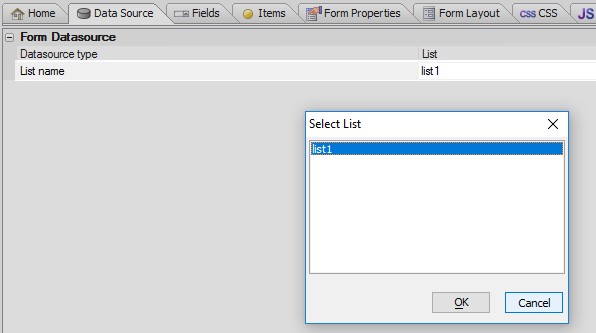 Home Data Source Fields Items Form Properties Form Layout CSS CSS JS
Form Datasource
Datasource type List
List name list1
Select List
list1
OK Cancel